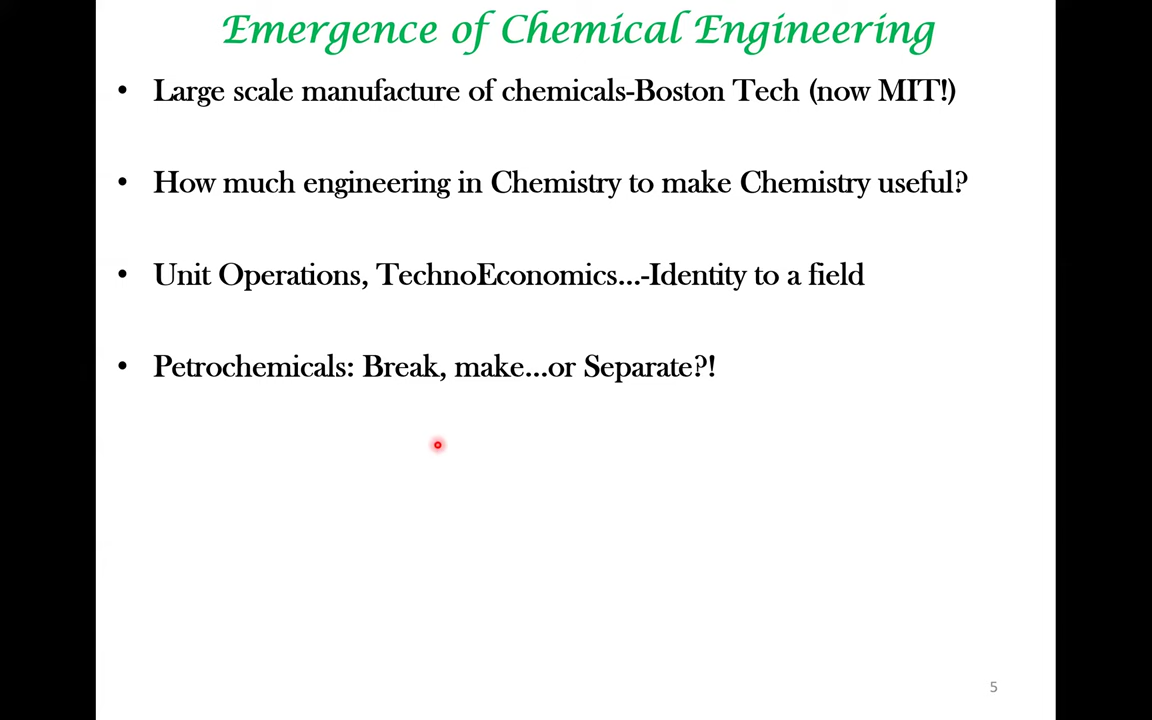 Emergence of Chemical Engineering
• Large scale manufacture of chemicals-Boston Tech (now MIT!)
• How much engineering in Chemistry to make Chemistry useful?
• Unit Operations, TechnoEconomics...-Identity to a field
• Petrochemicals: Break, make...or Separate?!
5